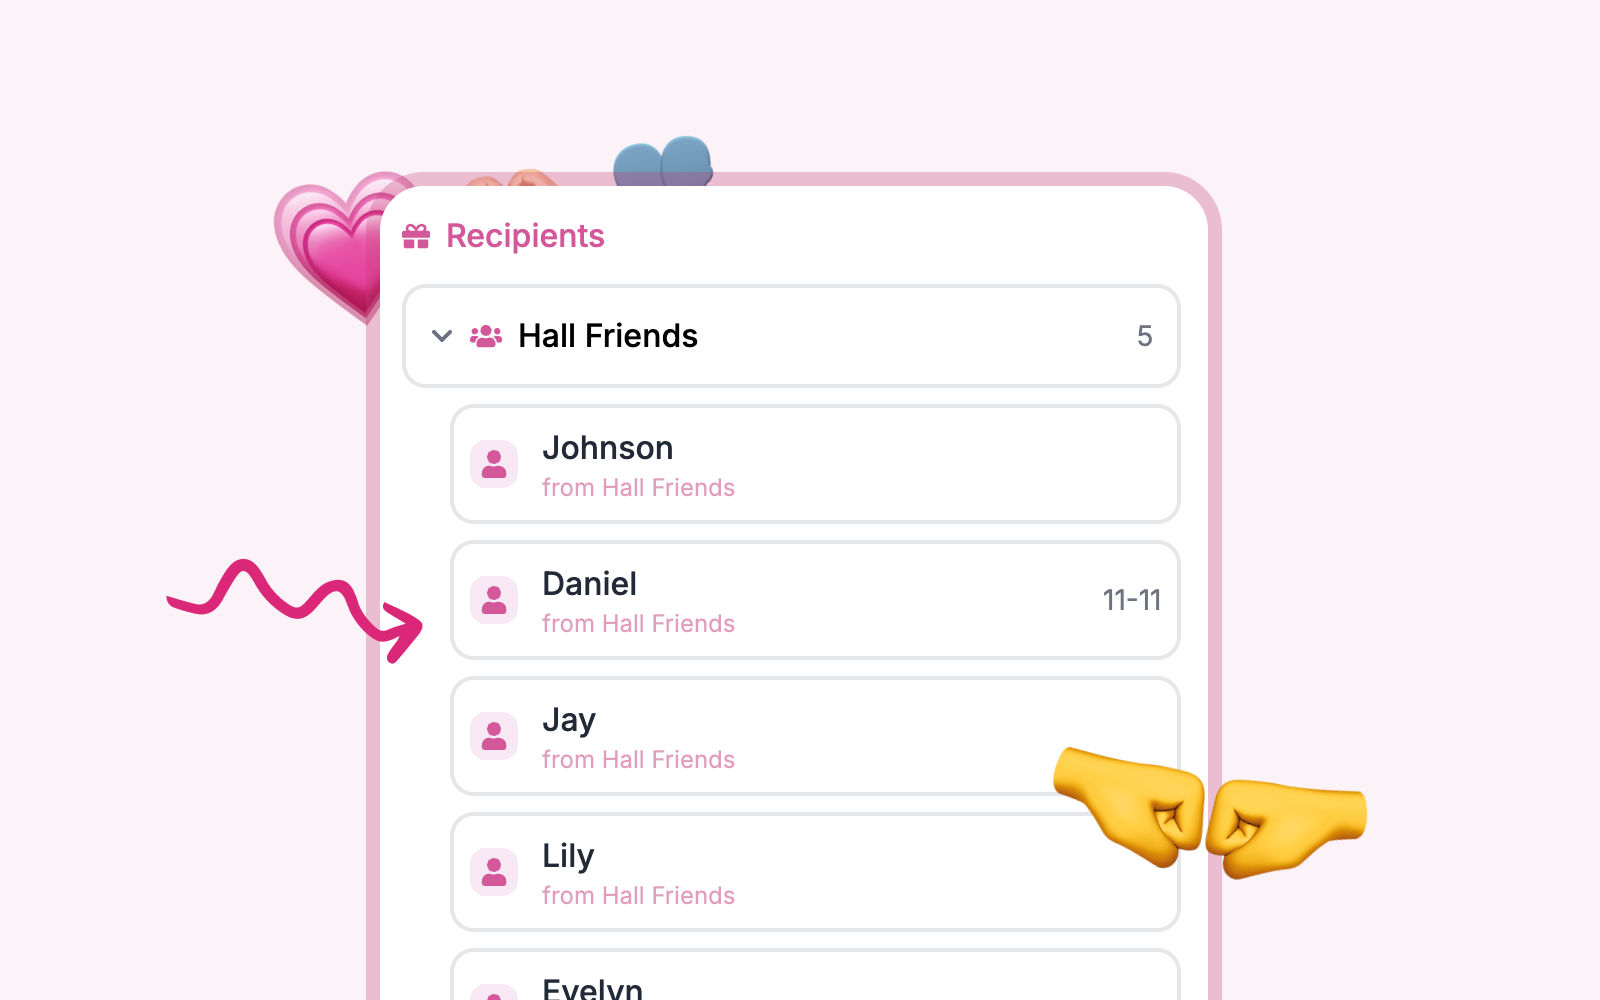 Recipients
Hall Friends 5
Johnson
from Hall Friends
Daniel 11-11
from Hall Friends
Jay
from Hall Friends
Lily
from Hall Friends
Evelyn